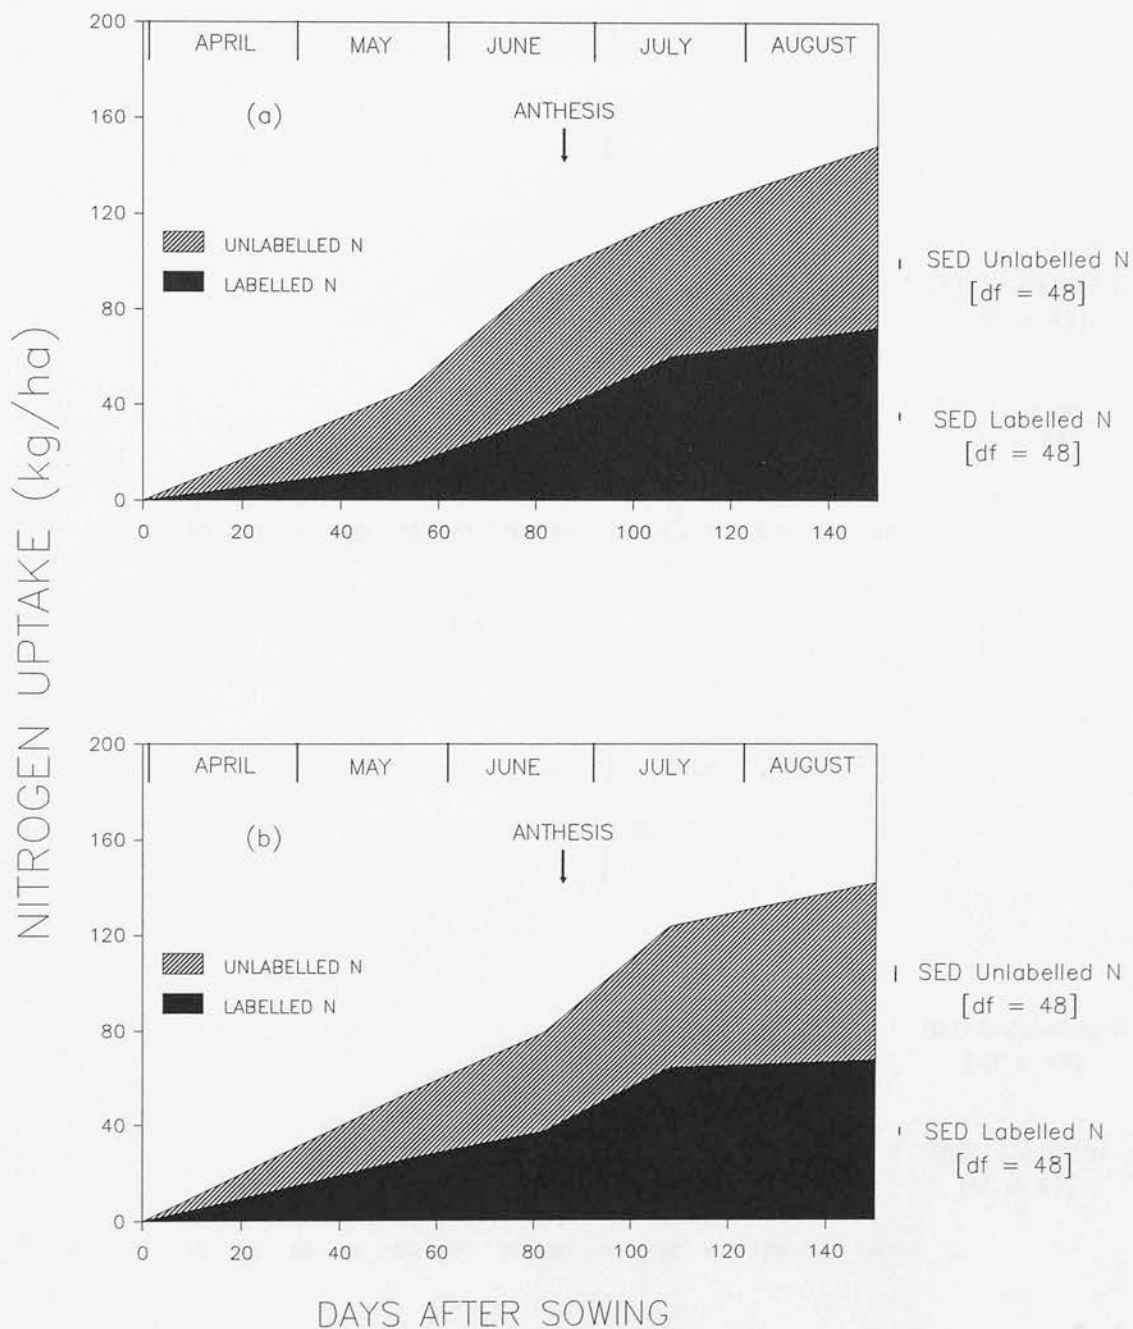 200
APRIL MAY JUNE JULY AUGUST
160
(a)
ANTHESIS
120
UNLABELLED N
LABELLED N
SED Unlabelled N
[df = 48]
80
SED Labelled N
[df = 48]
40
0
0 20 40 60 80 100 120 140
NITROGEN UPTAKE (kg/ha)
200
APRIL MAY JUNE JULY AUGUST
160
(b)
ANTHESIS
120
UNLABELLED N
LABELLED N
SED Unlabelled N
[df = 48]
80
SED Labelled N
[df = 48]
40
0
0 20 40 60 80 100 120 140
DAYS AFTER SOWING